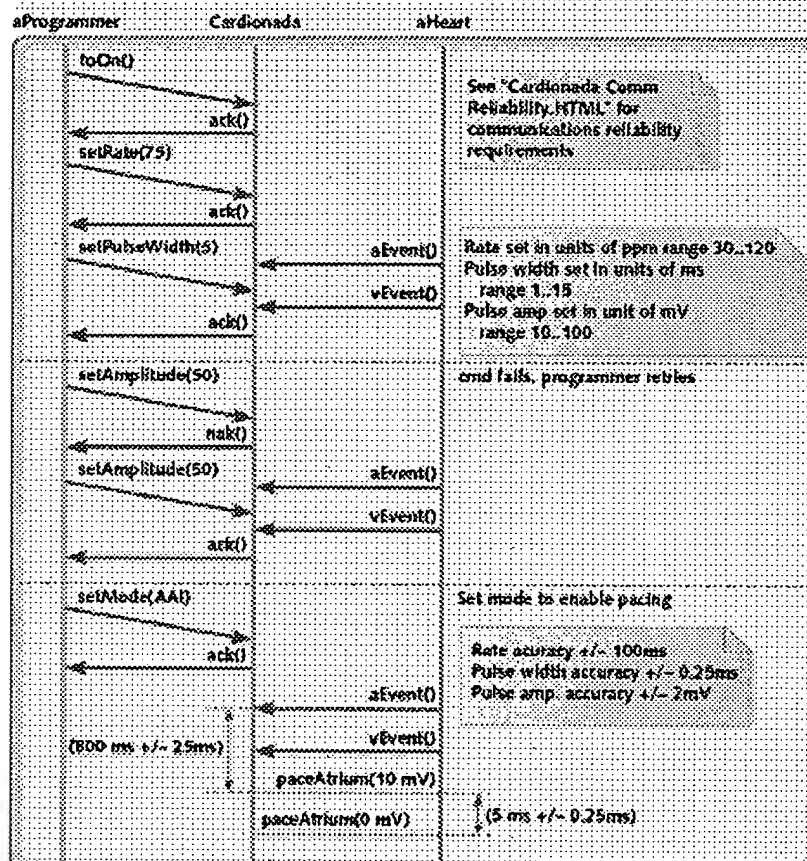 aProgrammer Cardionada aHeart
toOn()
See "Cardionada Comm
Reliability.HTML" for
communications reliability
requirements
ack()
setRate(75)
ack()
setPulseWidth(5)
aEvent()
Rate set in units of ppm range 30..120
Pulse width set in units of ms
range 1..15
vEvent()
Pulse amp set in unit of mV
range 10..100
ack()
setAmplitude(50)
cmd fails, programmer retries
nak()
setAmplitude(50)
aEvent()
vEvent()
ack()
setMode(AAI)
Set mode to enable pacing
ack()
Rate acuracy +/- 100ms
Pulse width accuracy +/- 0.25ms
Pulse amp. accuracy +/- 2mV
aEvent()
(800 ms +/- 25ms)
vEvent()
paceAtrium(10 mV)
paceAtrium(0 mV)
(5 ms +/- 0.25ms)